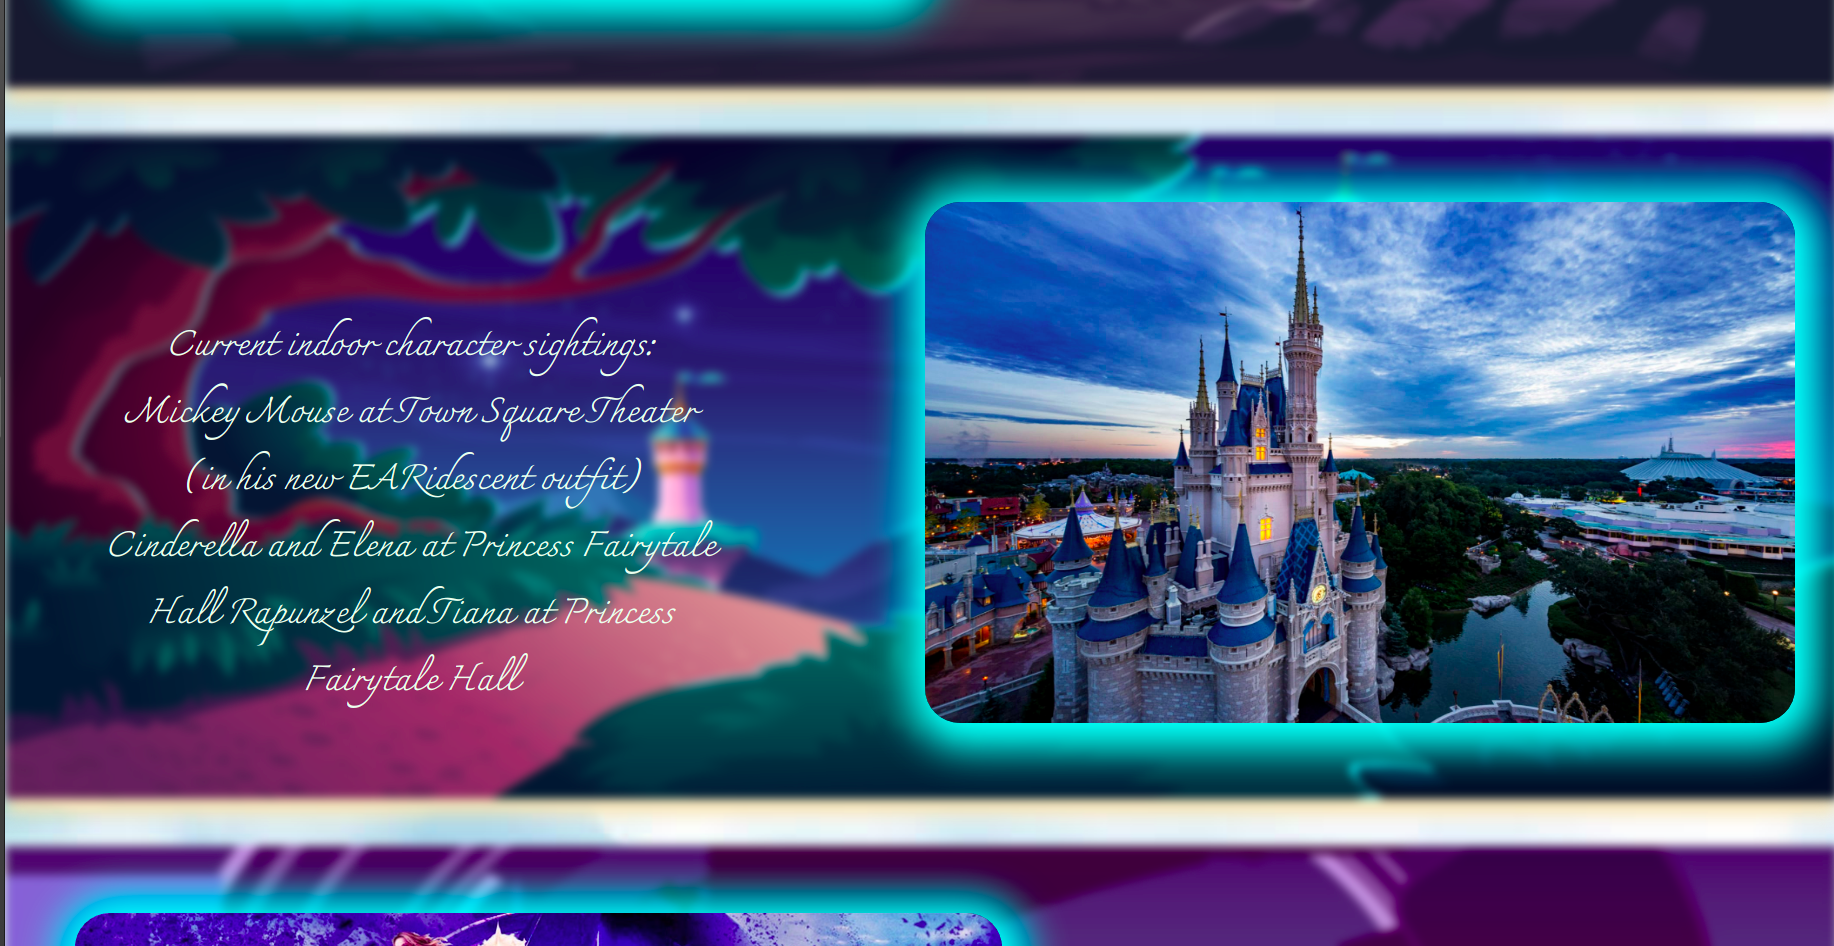 Current indoor character sightings:
Mickey Mouse at Town Square Theater
(in his new EARidescent outfit)
Cinderella and Elena at Princess Fairytale
Hall Rapunzel and Tiana at Princess
Fairytale Hall